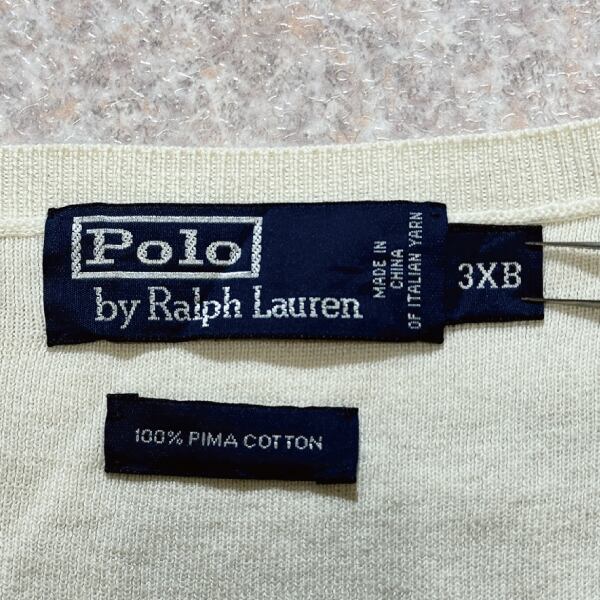 Polo
by Ralph Lauren
MADE IN
CHINA
OF ITALIAN YARN
3XB
100% PIMA COTTON